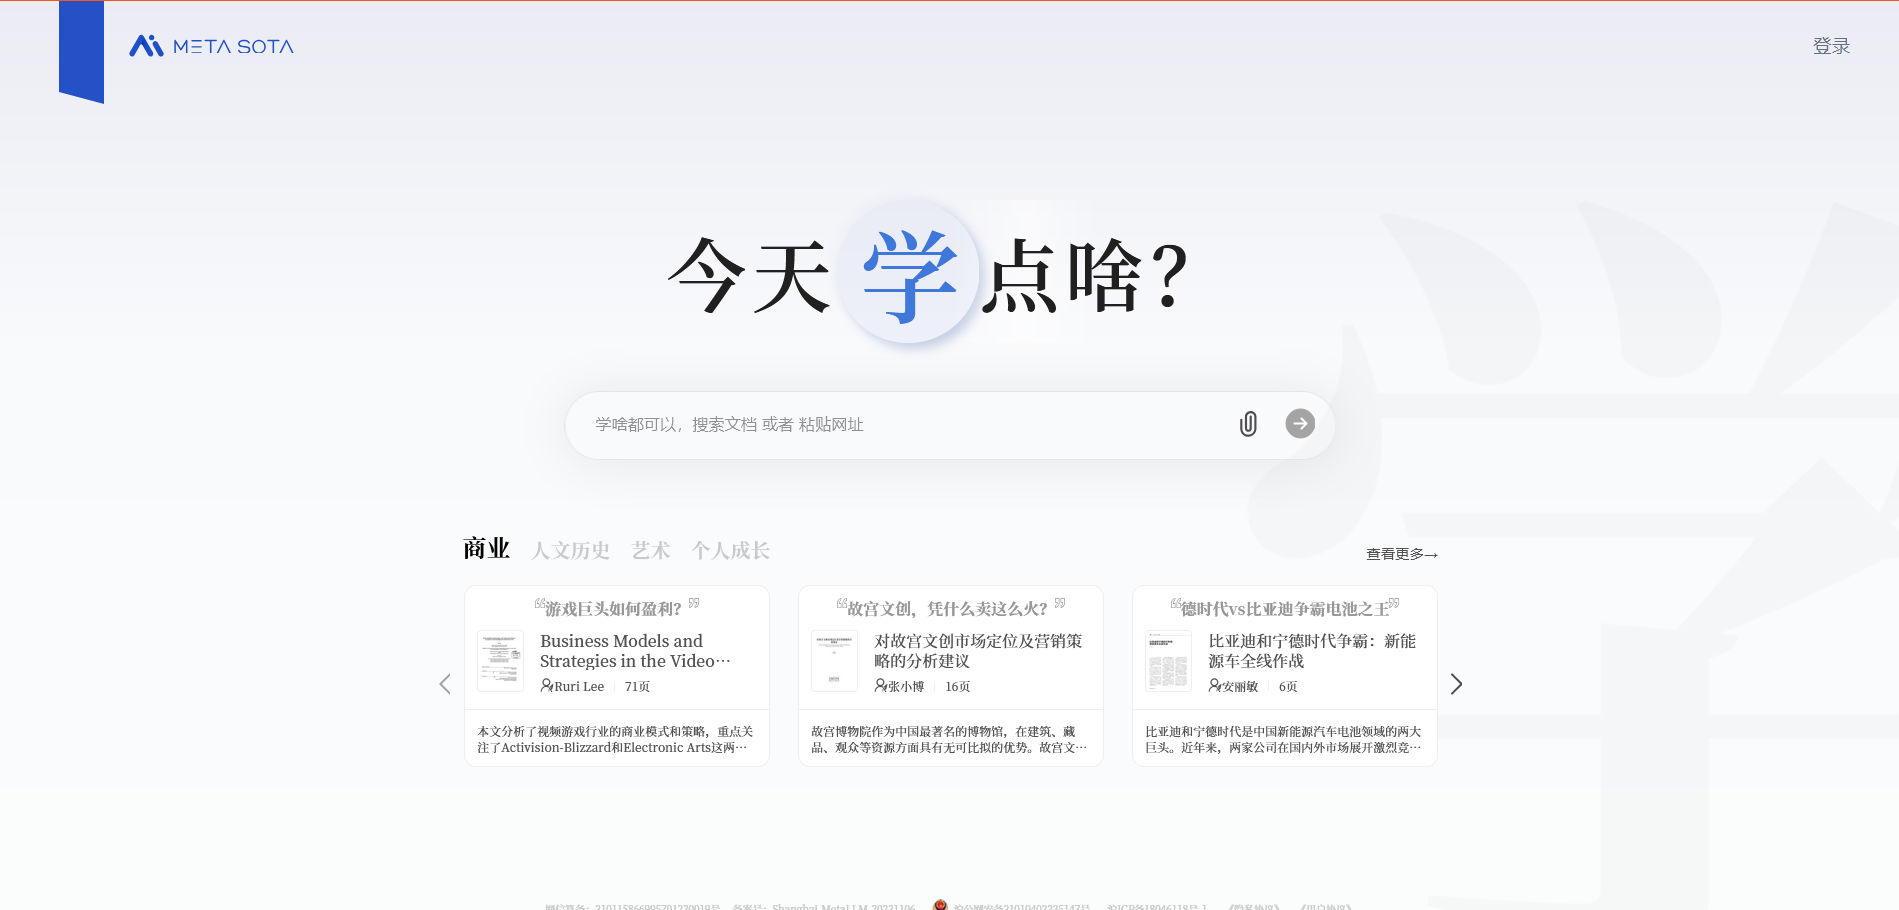 META SOTA
登录
今天 学 点啥？
学啥都可以，搜索文档 或者 粘贴网址
商业 人文历史 艺术 个人成长
查看更多→
“游戏巨头如何盈利？”
Business Models and
Strategies in the Video…
Ruri Lee 71页
本文分析了视频游戏行业的商业模式和策略，重点关
注了Activision-Blizzard和Electronic Arts这两…
“故宫文创，凭什么卖这么火？”
对故宫文创市场定位及营销策
略的分析建议
张小博 16页
故宫博物院作为中国最著名的博物馆，在建筑、藏
品、观众等资源方面具有无可比拟的优势。故宫文…
“德时代vs比亚迪争霸电池之王”
比亚迪和宁德时代争霸：新能
源车全线作战
安丽敏 6页
比亚迪和宁德时代是中国新能源汽车电池领域的两大
巨头。近年来，两家公司在国内外市场展开激烈竞…